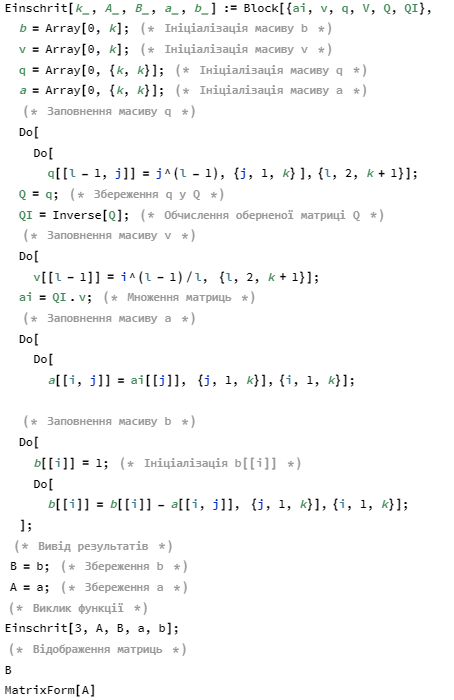 Einschrit[k_, A_, B_, a_, b_] := Block[{ai, v, q, V, Q, QI},
b = Array[0, k]; (* Ініціалізація масиву b *)
v = Array[0, k]; (* Ініціалізація масиву v *)
q = Array[0, {k, k}]; (* Ініціалізація масиву q *)
a = Array[0, {k, k}]; (* Ініціалізація масиву a *)
(* Заповнення масиву q *)
Do[
Do[
q[[l - 1, j]] = j^(l - 1), {j, 1, k}], {l, 2, k + 1}];
Q = q; (* Збереження q у Q *)
QI = Inverse[Q]; (* Обчислення оберненої матриці Q *)
(* Заповнення масиву v *)
Do[
v[[l - 1]] = i^(l - 1)/l, {l, 2, k + 1}];
ai = QI.v; (* Множення матриць *)
(* Заповнення масиву a *)
Do[
Do[
a[[i, j]] = ai[[j]], {j, 1, k}], {i, 1, k}];
(* Заповнення масиву b *)
Do[
b[[i]] = 1; (* Ініціалізація b[[i]] *)
Do[
b[[i]] = b[[i]] - a[[i, j]], {j, 1, k}], {i, 1, k}];
];
(* Вивід результатів *)
B = b; (* Збереження b *)
A = a; (* Збереження a *)
(* Виклик функції *)
Einschrit[3, A, B, a, b];
(* Відображення матриць *)
B
MatrixForm[A]